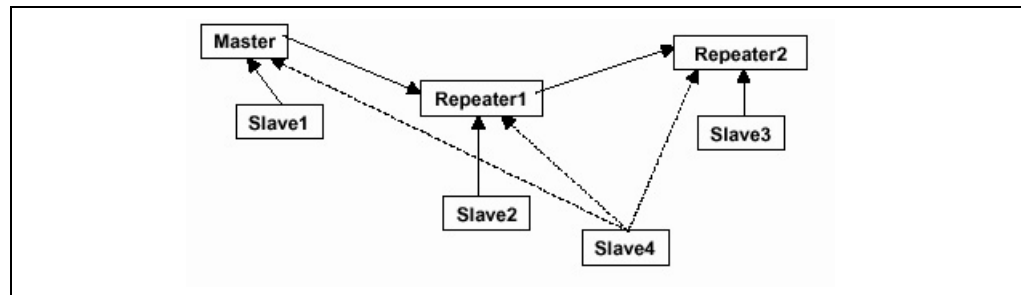 Master
Repeater2
Repeater1
Slave1
Slave3
Slave2
Slave4